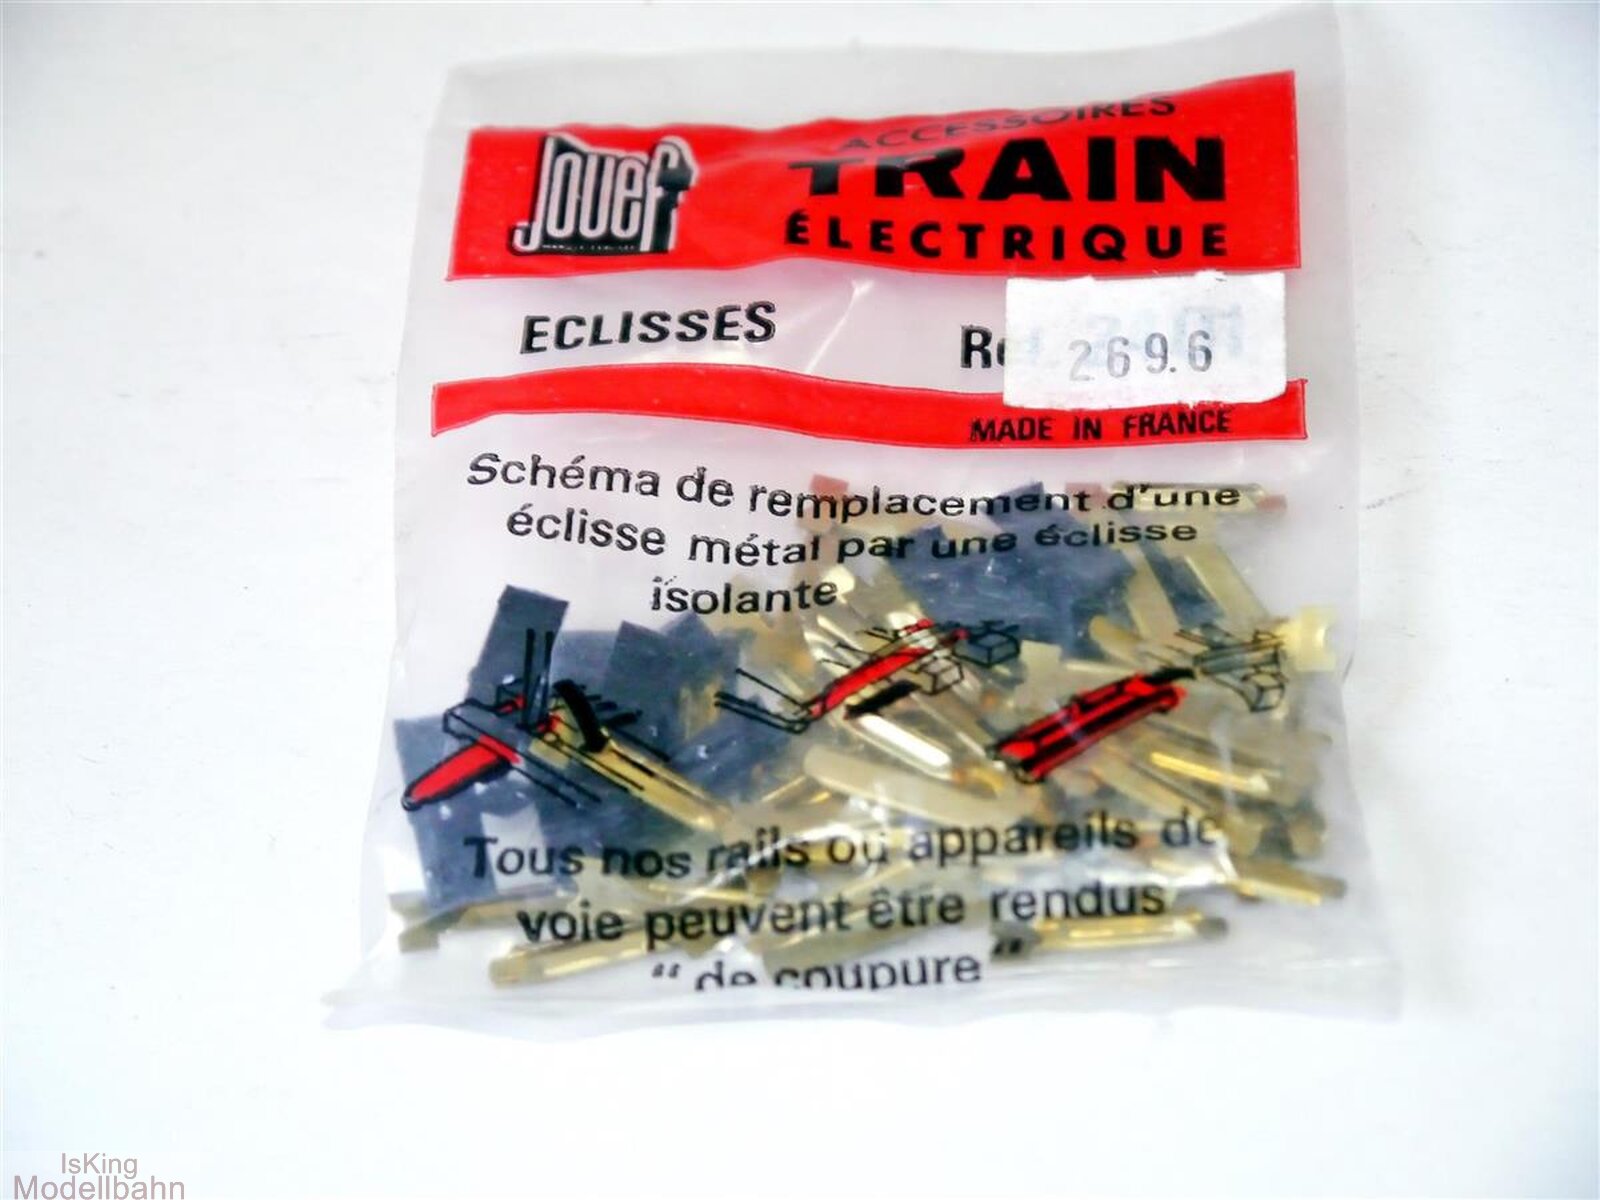 Jouef
ACCESSOIRES
TRAIN
ÉLECTRIQUE
ECLISSES
269.6
MADE IN FRANCE
Schéma de remplacement d'une
éclisse métal par une éclisse
isolante
Tous nos rails ou appareils de
voie peuvent être rendus
“ de coupure ”
IsKing
Modellbahn